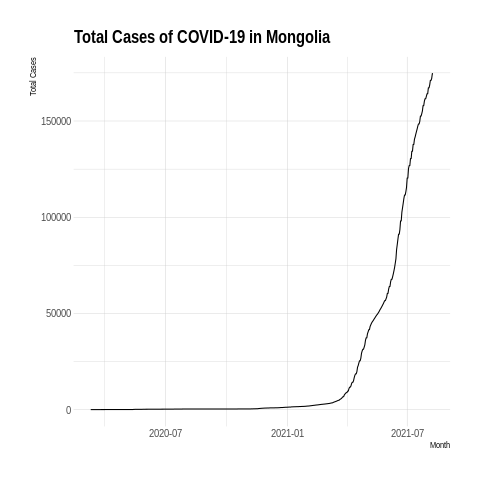 Total Cases of COVID-19 in Mongolia
Total Cases
150000
100000
50000
0
2020-07
2021-01
2021-07
Month